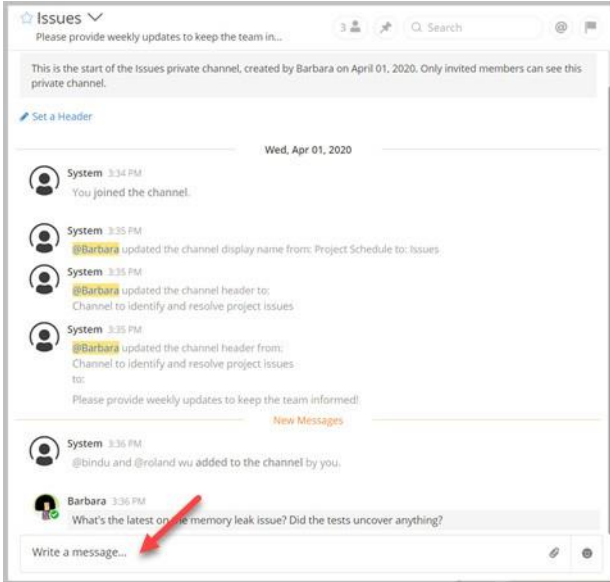 Issues
Please provide weekly updates to keep the team in...
3
Search
@
This is the start of the Issues private channel, created by Barbara on April 01, 2020. Only invited members can see this
private channel.
Set a Header
Wed, Apr 01, 2020
System 3:34 PM
You joined the channel.
System 3:35 PM
@Barbara updated the channel display name from: Project Schedule to: Issues
System 3:35 PM
@Barbara updated the channel header to:
Channel to identify and resolve project issues
System 3:35 PM
@Barbara updated the channel header from:
Channel to identify and resolve project issues
to:
Please provide weekly updates to keep the team informed!
New Messages
System 3:36 PM
@bindu and @roland wu added to the channel by you.
Barbara 3:36 PM
What's the latest on the memory leak issue? Did the tests uncover anything?
Write a message...